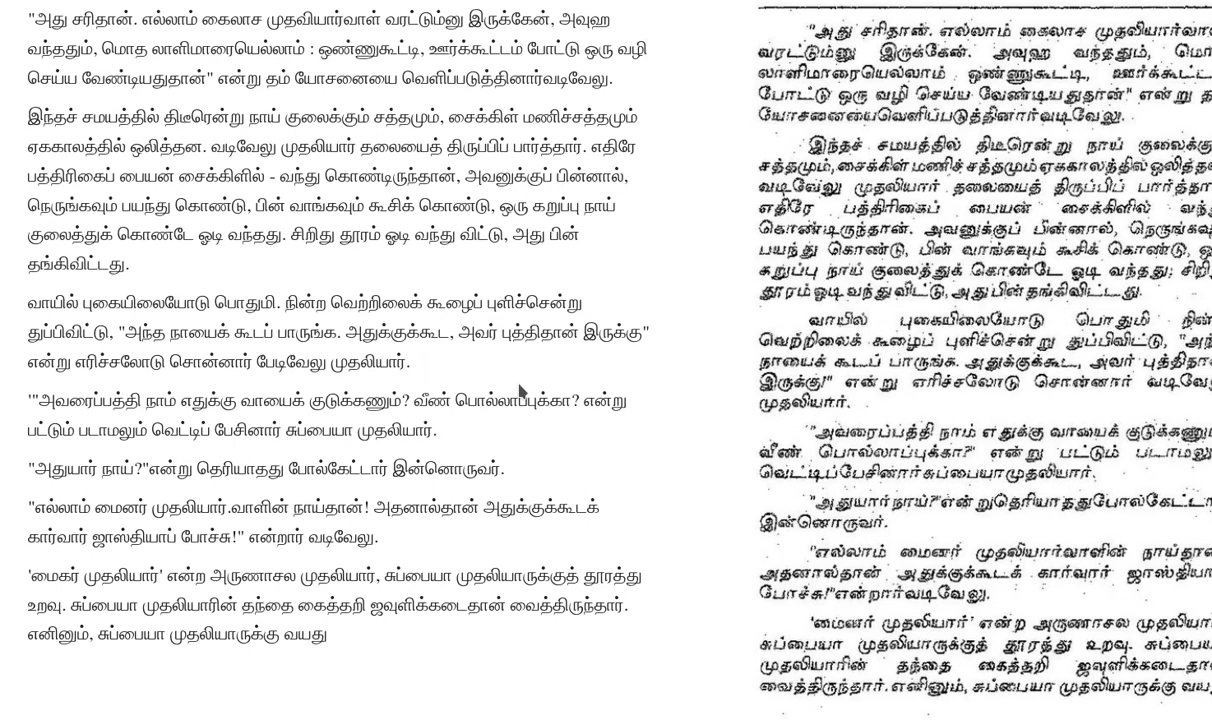 "அது சரிதான். எல்லாம் கைலாச முதவியார்வாள் வரட்டும்னு இருக்கேன், அவுஹ
வந்ததும், மொத லாளிமாரையெல்லாம் : ஒண்ணுகூட்டி, ஊர்க்கூட்டம் போட்டு ஒரு வழி
செய்ய வேண்டியதுதான்" என்று தம் யோசனையை வெளிப்படுத்தினார்வடிவேலு.
இந்தச் சமயத்தில் திடீரென்று நாய் குலைக்கும் சத்தமும், சைக்கிள் மணிச்சத்தமும்
ஏககாலத்தில் ஒலித்தன. வடிவேலு முதலியார் தலையைத் திருப்பிப் பார்த்தார். எதிரே
பத்திரிகைப் பையன் சைக்கிளில் - வந்து கொண்டிருந்தான், அவனுக்குப் பின்னால்,
நெருங்கவும் பயந்து கொண்டு, பின் வாங்கவும் கூசிக் கொண்டு, ஒரு கறுப்பு நாய்
குலைத்துக் கொண்டே ஓடி வந்தது. சிறிது தூரம் ஓடி வந்து விட்டு, அது பின்
தங்கிவிட்டது.
வாயில் புகையிலையோடு பொதுமி. நின்ற வெற்றிலைக் கூழைப் புளிச்சென்று
துப்பிவிட்டு, "அந்த நாயைக் கூடப் பாருங்க. அதுக்குக்கூட, அவர் புத்திதான் இருக்கு"
என்று எரிச்சலோடு சொன்னார் பேடிவேலு முதலியார்.
'"அவரைப்பத்தி நாம் எதுக்கு வாயைக் குடுக்கணும்? வீண் பொல்லாப்புக்கா? என்று
பட்டும் படாமலும் வெட்டிப் பேசினார் சுப்பையா முதலியார்.
"அதுயார் நாய்?"என்று தெரியாதது போல்கேட்டார் இன்னொருவர்.
"எல்லாம் மைனர் முதலியார்.வாளின் நாய்தான்! அதனால்தான் அதுக்குக்கூடக்
கார்வார் ஜாஸ்தியாப் போச்சு!" என்றார் வடிவேலு.
'மைகர் முதலியார்' என்ற அருணாசல முதலியார், சுப்பையா முதலியாருக்குத் தூரத்து
உறவு. சுப்பையா முதலியாரின் தந்தை கைத்தறி ஜவுளிக்கடைதான் வைத்திருந்தார்.
எனினும், சுப்பையா முதலியாருக்கு வயது
"அது சரிதான். எல்லாம் கைலாச முதலியார்வா
வரட்டும்னு இருக்கேன். அவுஹ வந்ததும், மொ
லாளிமாரையெல்லாம் ஒண்ணுகூட்டி, ஊர்க்கூட்ட
போட்டு ஒரு வழி செய்ய வேண்டியதுதான்" என்று த
யோசனையைவெளிப்படுத்தினார்வடிவேலு.
இந்தச் சமயத்தில் திடீரென்று நாய் குலைக்கு
சத்தமும்,சைக்கிள்மணிச் சத்தமும்ஏககாலத்தில்ஒலித்த
வடிவேலு முதலியார் தலையைத் திருப்பிப் பார்த்தா
எதிரே பத்திரிகைப் பையன் சைக்கிளில் வந்
கொண்டிருந்தான். அவனுக்குப் பின்னால், நெருங்கவு
பயந்து கொண்டு, பின் வாங்கவும் கூசிக் கொண்டு, ஒ
கறுப்பு நாய் குலைத்துக் கொண்டே ஓடி வந்தது; சிறி
தூரம்ஓடி வந்துவிட்டு, அதுபின்தங்கிவிட்டது.
வாயில் புகையிலையோடு பொதுமி நின்
வெற்றிலைக் கூழைப் புளிச்சென்று துப்பிவிட்டு, "அந்
நாயைக் கூடப் பாருங்க. அதுக்குக்கூட, அவர் புத்திதா
இருக்கு!" என்று எரிச்சலோடு சொன்னார் வடிவே
முதலியார்.
"அவரைப்பத்தி நாம் எதுக்கு வாயைக் குடுக்கணும்
வீண் பொல்லாப்புக்கா?" என்று பட்டும் படாமலு
வெட்டிப்பேசினார்சுப்பையாமுதலியார்.
"அதுயார்நாய்?"என்றுதெரியாததுபோல்கேட்டா
இன்னொருவர்.
"எல்லாம் மைனர் முதலியார்வாளின் நாய்தான
அதனால்தான் அதுக்குக்கூடக் கார்வார் ஜாஸ்தியா
போச்சு!"என்றார்வடிவேலு.
'மைனர் முதலியார்' என்ற அருணாசல முதலியா
சுப்பையா முதலியாருக்குத் தூரத்து உறவு. சுப்பை
முதலியாரின் தந்தை கைத்தறி ஜவுளிக்கடைதா
வைத்திருந்தார். எனினும், சுப்பையா முதலியாருக்கு வய